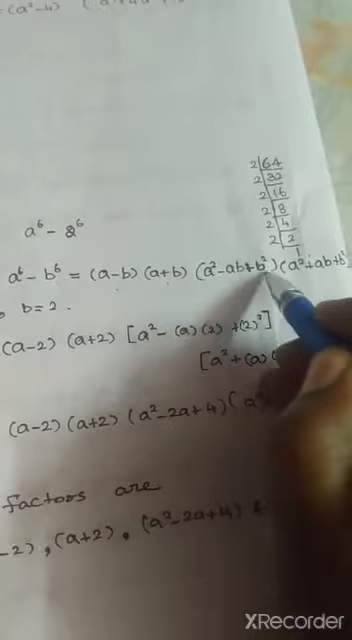 = (a²-4)
2|64
2|32
2|16
2|8
2|4
2|2
1
a⁶ - 2⁶
a⁶ - b⁶ = (a-b) (a+b) (a²-ab+b²) (a²+ab+b²
b=2.
(a-2) (a+2) [a²-(a)(2) +(2)²]
[a²+(a)(
(a-2) (a+2) (a²-2a+4) (a²
factors are
-2), (a+2), (a²-2a+4) &
XRecorder